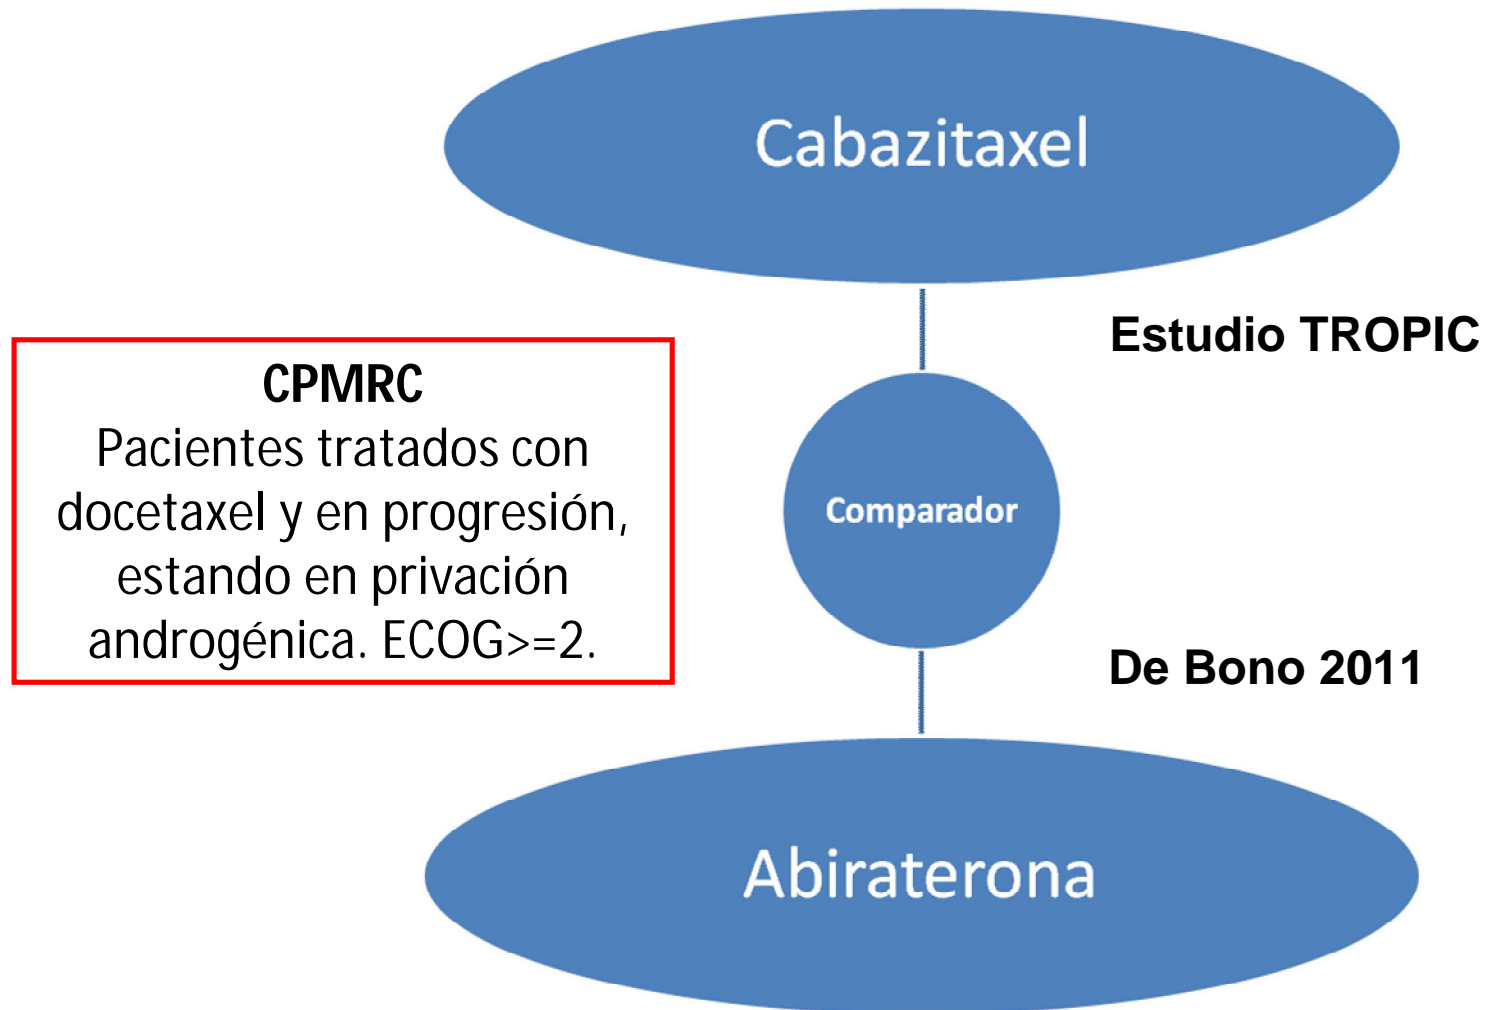 Cabazitaxel
Estudio TROPIC
CPMRC
Pacientes tratados con
docetaxel y en progresión,
estando en privación
androgénica. ECOG>=2.
Comparador
De Bono 2011
Abiraterona